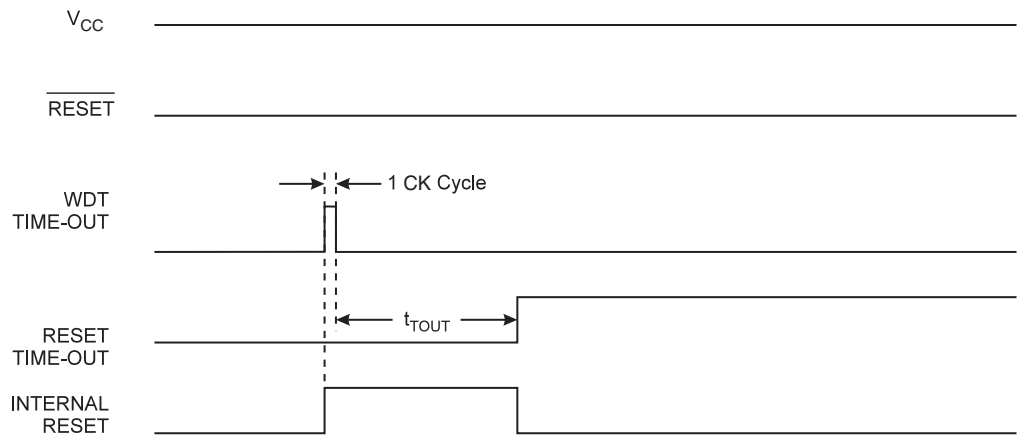 VCC
RESET
1 CK Cycle
WDT
TIME-OUT
tTOUT
RESET
TIME-OUT
INTERNAL
RESET